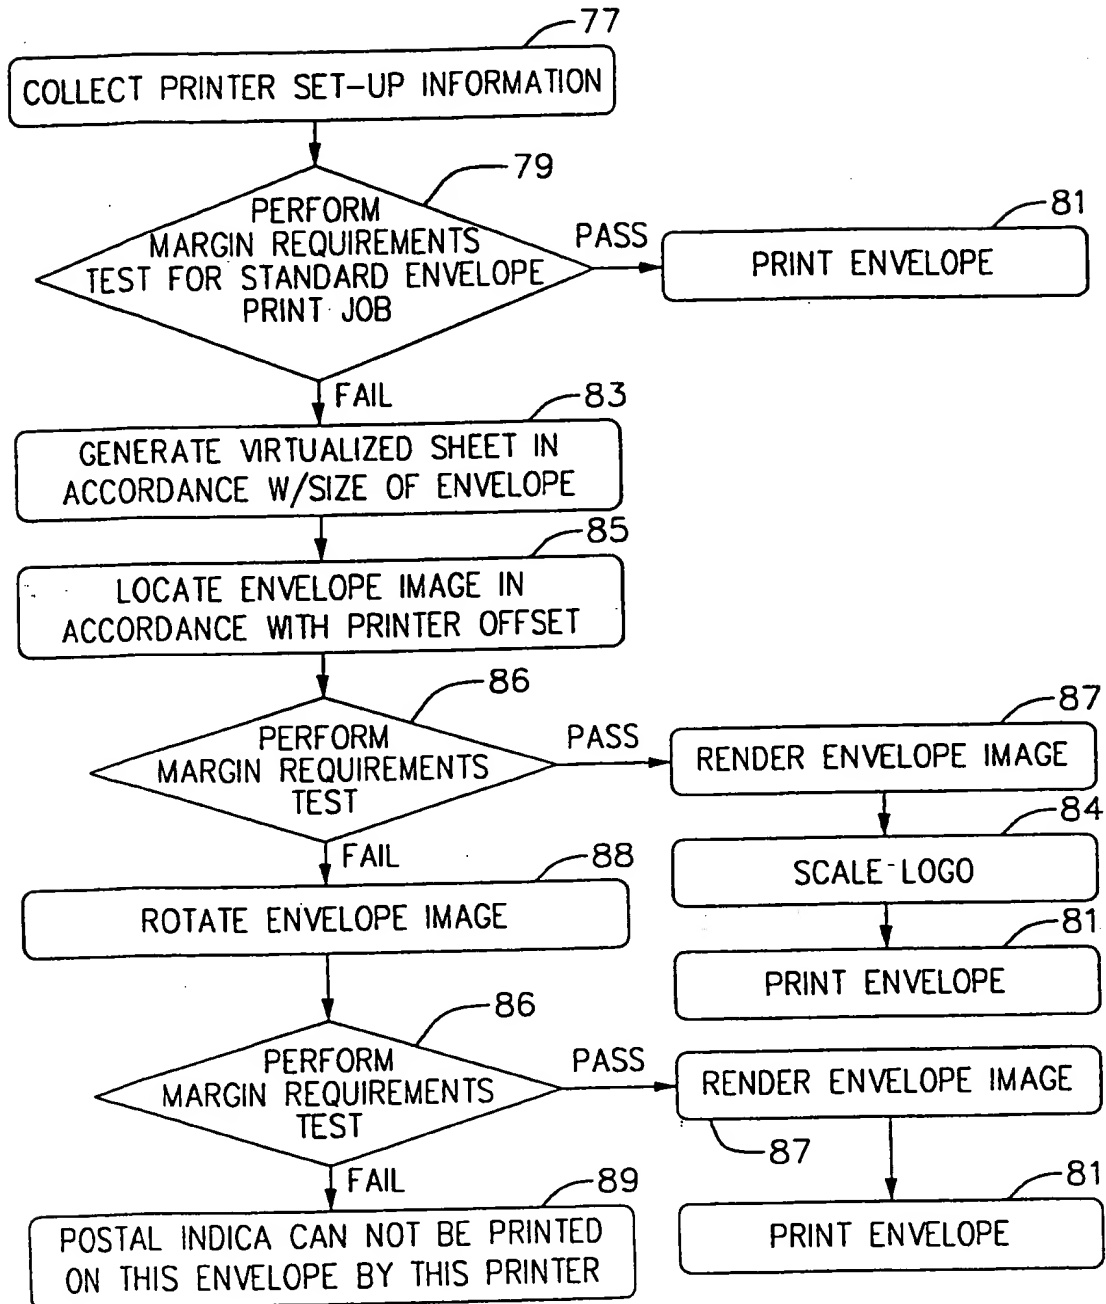 77
COLLECT PRINTER SET-UP INFORMATION
79
PERFORM
MARGIN REQUIREMENTS
TEST FOR STANDARD ENVELOPE
PRINT JOB
PASS
81
PRINT ENVELOPE
FAIL
83
GENERATE VIRTUALIZED SHEET IN
ACCORDANCE W/SIZE OF ENVELOPE
85
LOCATE ENVELOPE IMAGE IN
ACCORDANCE WITH PRINTER OFFSET
86
PERFORM
MARGIN REQUIREMENTS
TEST
PASS
87
RENDER ENVELOPE IMAGE
84
SCALE-LOGO
81
PRINT ENVELOPE
FAIL
88
ROTATE ENVELOPE IMAGE
86
PERFORM
MARGIN REQUIREMENTS
TEST
PASS
RENDER ENVELOPE IMAGE
87
81
PRINT ENVELOPE
FAIL
89
POSTAL INDICA CAN NOT BE PRINTED
ON THIS ENVELOPE BY THIS PRINTER